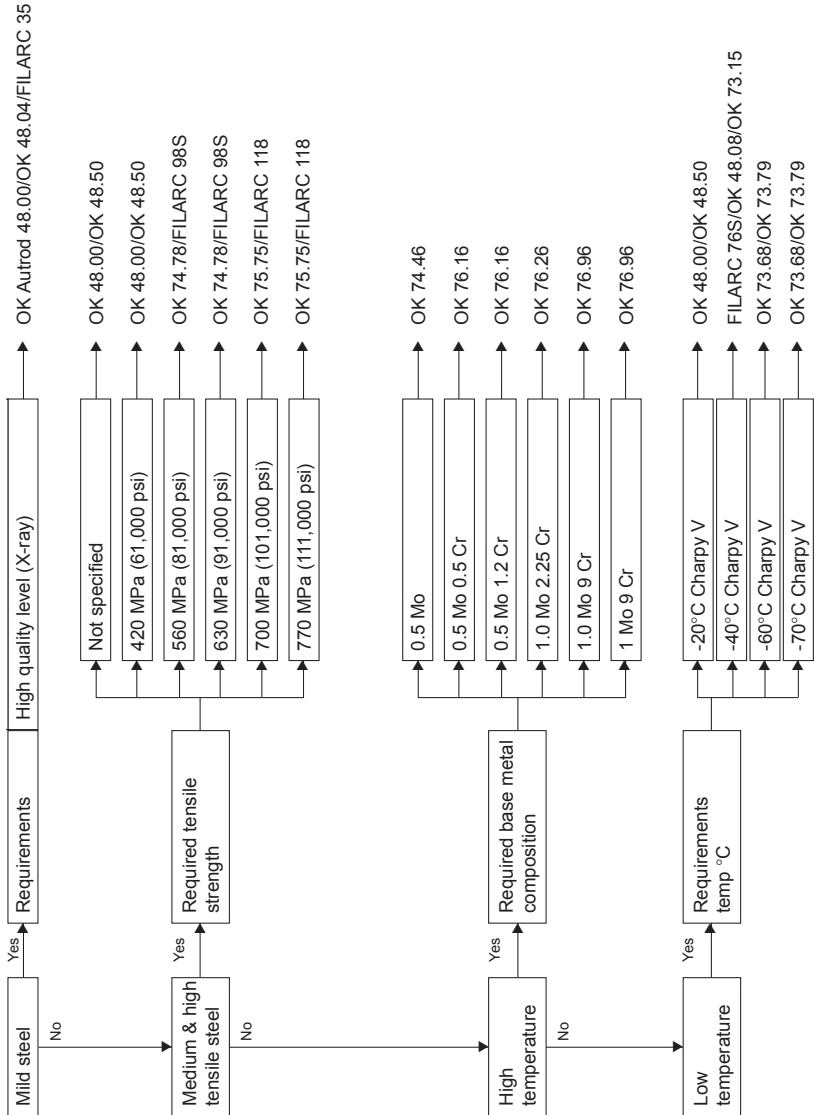 Mild steel
Yes
Requirements
High quality level (X-ray)
OK Autrod 48.00/OK 48.04/FILARC 35
No
Medium & high
tensile steel
Yes
Required tensile
strength
Not specified
OK 48.00/OK 48.50
420 MPa (61,000 psi)
OK 48.00/OK 48.50
560 MPa (81,000 psi)
OK 74.78/FILARC 98S
630 MPa (91,000 psi)
OK 74.78/FILARC 98S
700 MPa (101,000 psi)
OK 75.75/FILARC 118
770 MPa (111,000 psi)
OK 75.75/FILARC 118
No
High
temperature
Yes
Required base metal
composition
0.5 Mo
OK 74.46
0.5 Mo 0.5 Cr
OK 76.16
0.5 Mo 1.2 Cr
OK 76.16
1.0 Mo 2.25 Cr
OK 76.26
1.0 Mo 9 Cr
OK 76.96
1 Mo 9 Cr
OK 76.96
No
Low
temperature
Yes
Requirements
temp °C
-20°C Charpy V
OK 48.00/OK 48.50
-40°C Charpy V
FILARC 76S/OK 48.08/OK 73.15
-60°C Charpy V
OK 73.68/OK 73.79
-70°C Charpy V
OK 73.68/OK 73.79